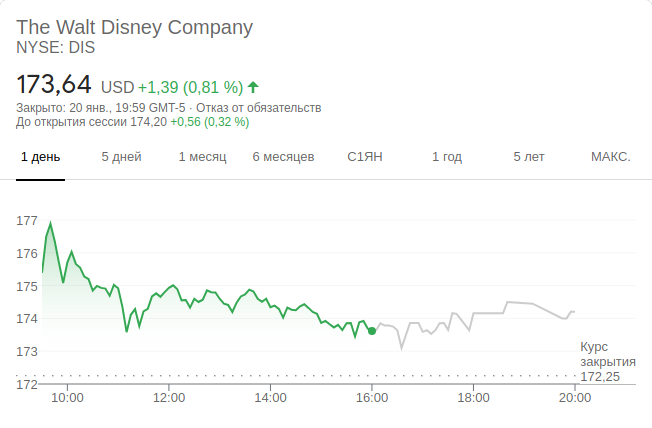 The Walt Disney Company
NYSE: DIS
173,64 USD +1,39 (0,81 %)
Закрыто: 20 янв., 19:59 GMT-5 · Отказ от обязательств
До открытия сессии 174,20 +0,56 (0,32 %)
1 день 5 дней 1 месяц 6 месяцев С1ЯН 1 год 5 лет МАКС.
177
176
175
174
173
Курс
закрытия
172,25
172
10:00 12:00 14:00 16:00 18:00 20:00